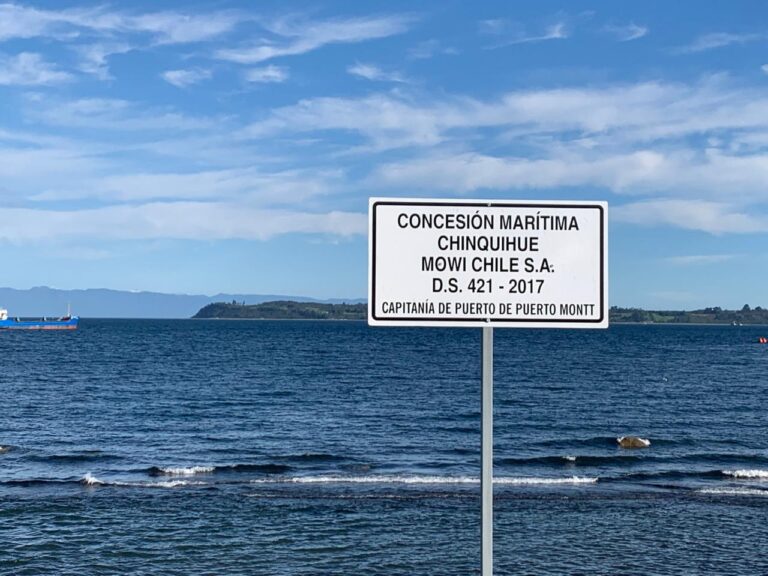 CONCESIÓN MARÍTIMA
CHINQUIHUE
MOWI CHILE S.A.
D.S. 421 - 2017
CAPITANÍA DE PUERTO DE PUERTO MONTT